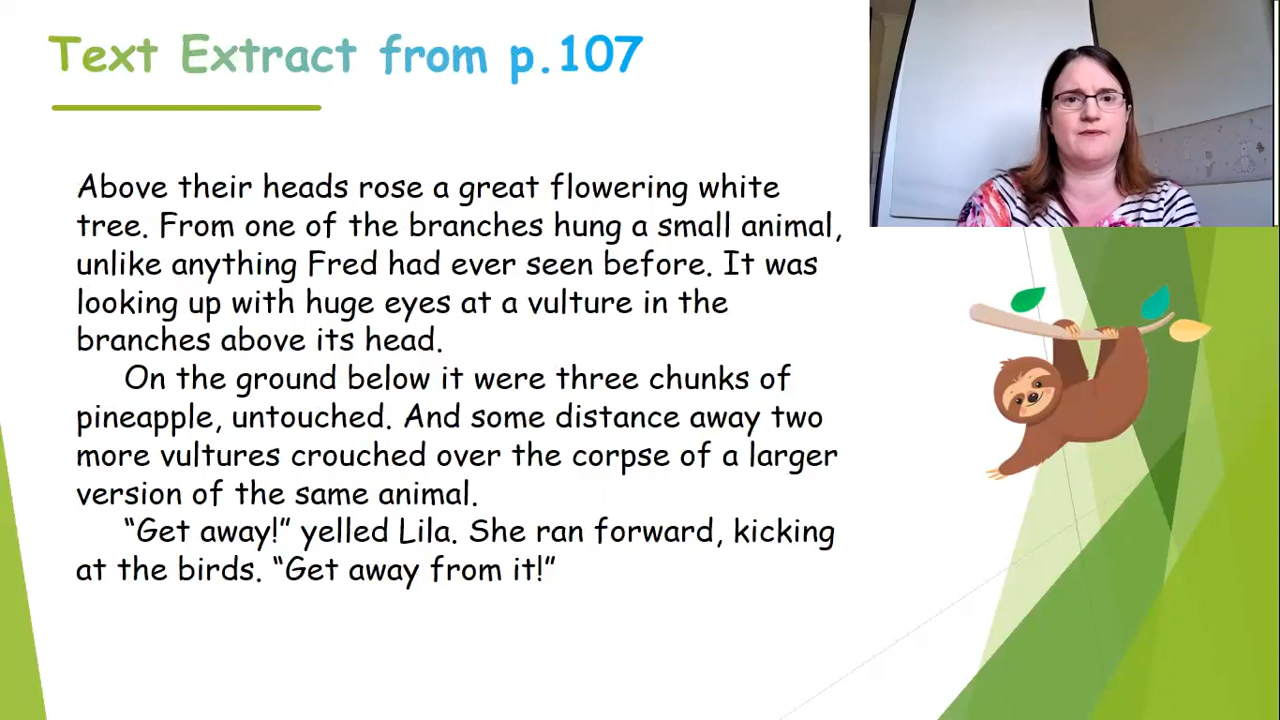 Text Extract from p.107
Above their heads rose a great flowering white
tree. From one of the branches hung a small animal,
unlike anything Fred had ever seen before. It was
looking up with huge eyes at a vulture in the
branches above its head.
On the ground below it were three chunks of
pineapple, untouched. And some distance away two
more vultures crouched over the corpse of a larger
version of the same animal.
“Get away!” yelled Lila. She ran forward, kicking
at the birds. “Get away from it!”